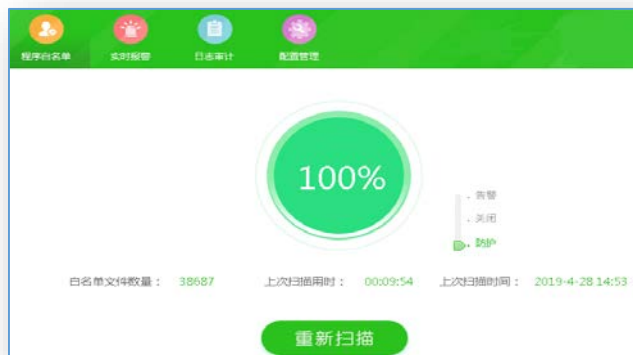 程序白名单 实时报警 日志审计 配置管理
100%
告警
关闭
防护
白名单文件数量： 38687 上次扫描用时： 00:09:54 上次扫描时间： 2019-4-28 14:53
重新扫描